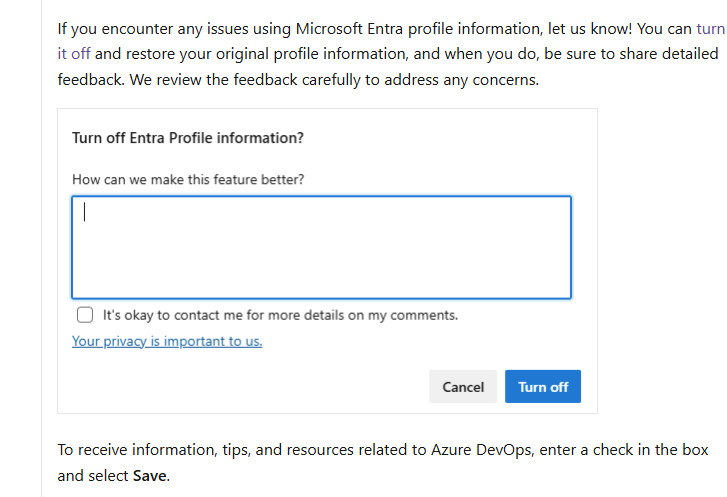 If you encounter any issues using Microsoft Entra profile information, let us know! You can turn
it off and restore your original profile information, and when you do, be sure to share detailed
feedback. We review the feedback carefully to address any concerns.
Turn off Entra Profile information?
How can we make this feature better?
It's okay to contact me for more details on my comments.
Your privacy is important to us.
Cancel Turn off
To receive information, tips, and resources related to Azure DevOps, enter a check in the box
and select Save.